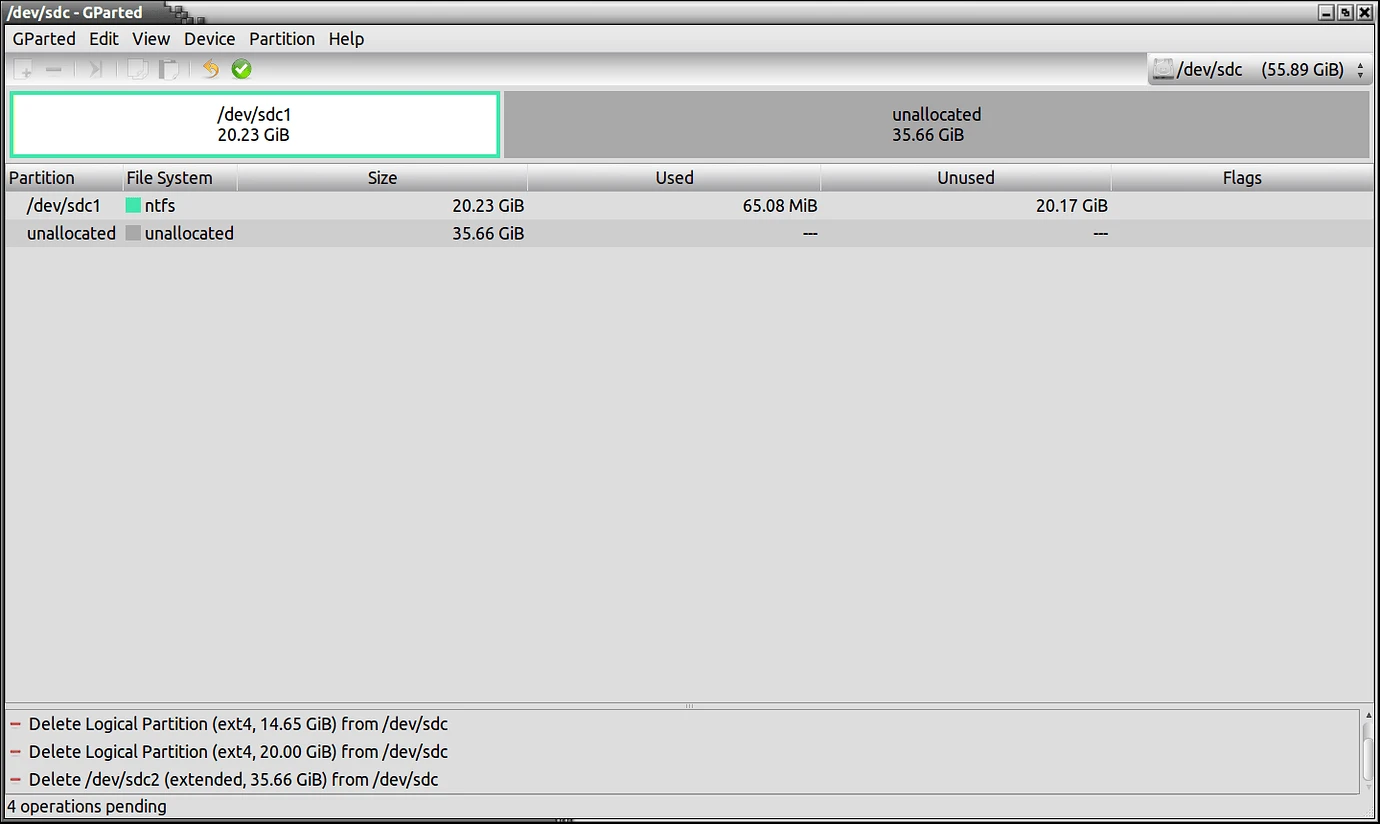 /dev/sdc - GParted
GParted Edit View Device Partition Help
/dev/sdc (55.89 GiB)
/dev/sdc1
20.23 GiB
unallocated
35.66 GiB
Partition File System Size Used Unused Flags
/dev/sdc1 ntfs 20.23 GiB 65.08 MiB 20.17 GiB
unallocated unallocated 35.66 GiB --- ---
Delete Logical Partition (ext4, 14.65 GiB) from /dev/sdc
Delete Logical Partition (ext4, 20.00 GiB) from /dev/sdc
Delete /dev/sdc2 (extended, 35.66 GiB) from /dev/sdc
4 operations pending